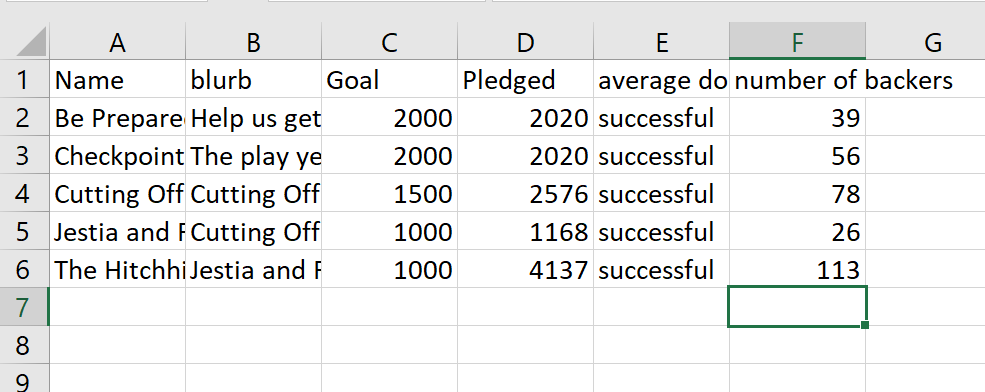 A B C D E F G
1 Name blurb Goal Pledged average do number of backers
2 Be Prepare Help us get 2000 2020 successful 39
3 Checkpoint The play ye 2000 2020 successful 56
4 Cutting Off Cutting Off 1500 2576 successful 78
5 Jestia and Cutting Off 1000 1168 successful 26
6 The Hitchhi Jestia and 1000 4137 successful 113
7
8
9